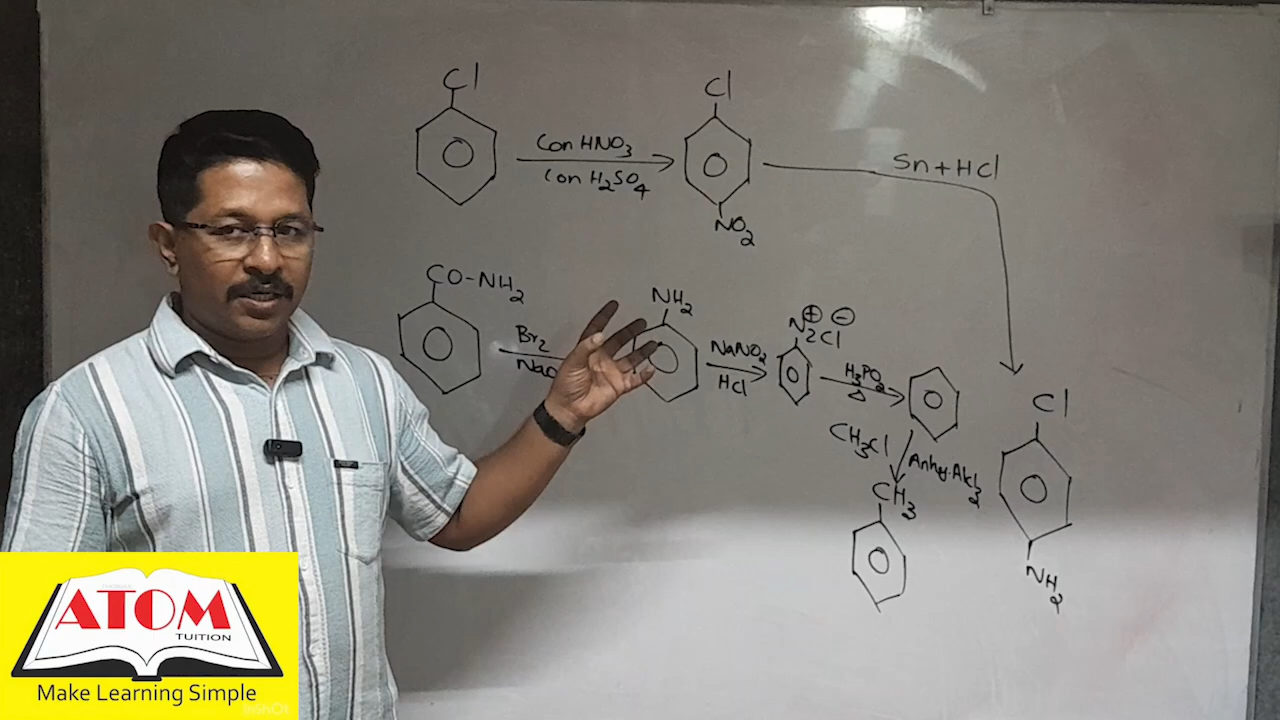 Cl
Con HNO3
Con H2SO4
Cl
NO2
Sn+HCl
CO-NH2
Br2
NaO
NH2
NaNO2
HCl
N2 Cl
⊕ ⊖
H3PO2
Δ
CH3Cl
Anhy. AlCl3
CH3
Cl
NH2
ATOM
TUITION
Make Learning Simple